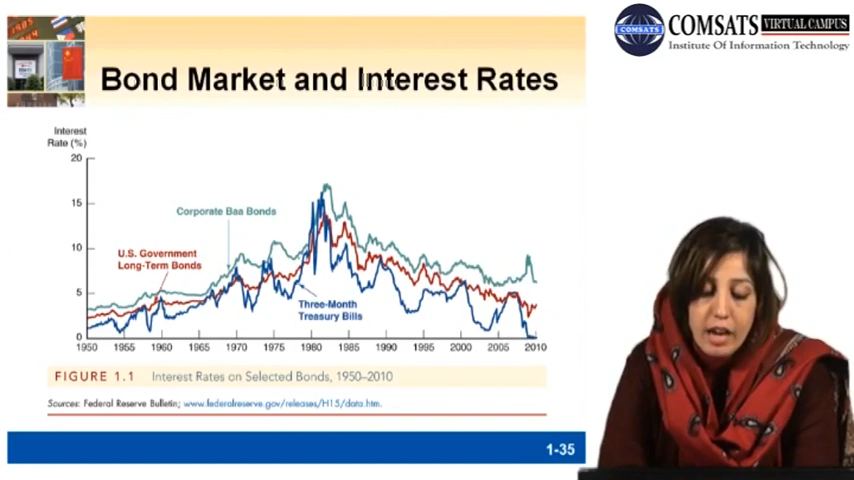 COMSATS VIRTUAL CAMPUS
Institute Of Information Technology
COMSATS
Bond Market and Interest Rates
Interest
Rate (%)
20
15
10
5
0
Corporate Baa Bonds
U.S. Government
Long-Term Bonds
Three-Month
Treasury Bills
1950 1955 1960 1965 1970 1975 1980 1985 1990 1995 2000 2005 2010
FIGURE 1.1 Interest Rates on Selected Bonds, 1950–2010
Sources: Federal Reserve Bulletin; www.federalreserve.gov/releases/H15/data.htm.
1-35